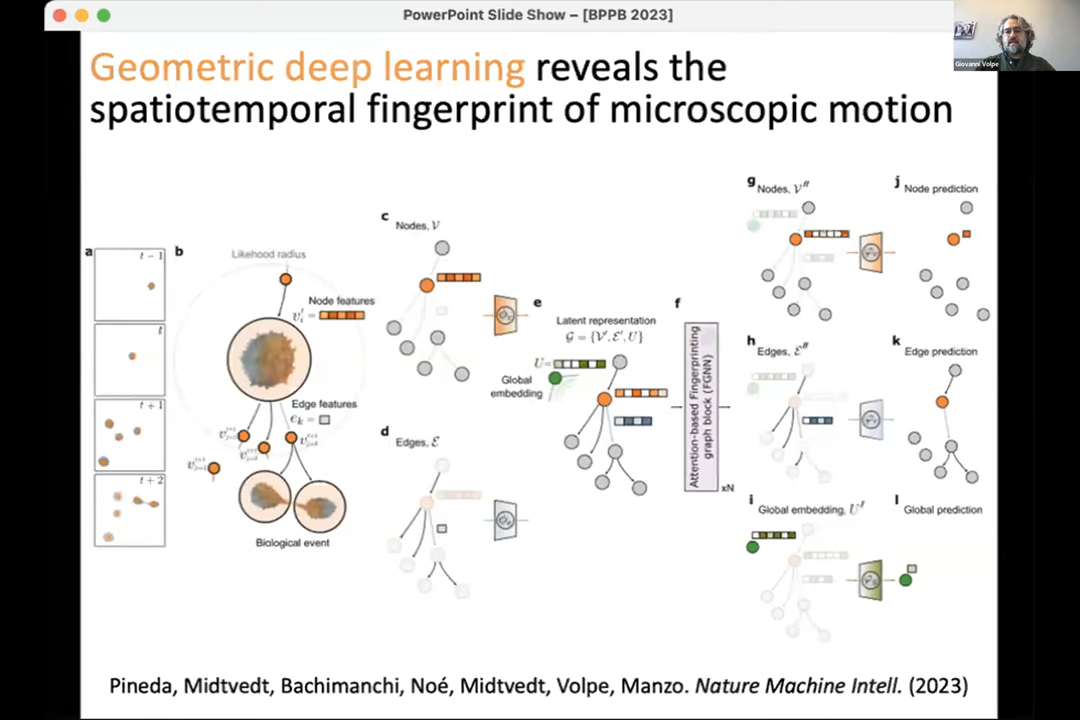 PowerPoint Slide Show – [BPPB 2023]
Giovanni Volpe
Geometric deep learning reveals the
spatiotemporal fingerprint of microscopic motion
a
t − 1
t
t + 1
t + 2
b
Likehood radius
Node features
Edge features
Biological event
c
Nodes, 𝒱
d
Edges, ℰ
e
Latent representation
𝒢 = {𝒱′, ℰ′, U}
U =
Global
embedding
f
Attention-based Fingerprinting
graph block (FGNN)
xN
g
Nodes, 𝒱″
h
Edges, ℰ″
i
Global embedding, U′
j
Node prediction
k
Edge prediction
l
Global prediction
Pineda, Midtvedt, Bachimanchi, Noé, Midtvedt, Volpe, Manzo. Nature Machine Intell. (2023)